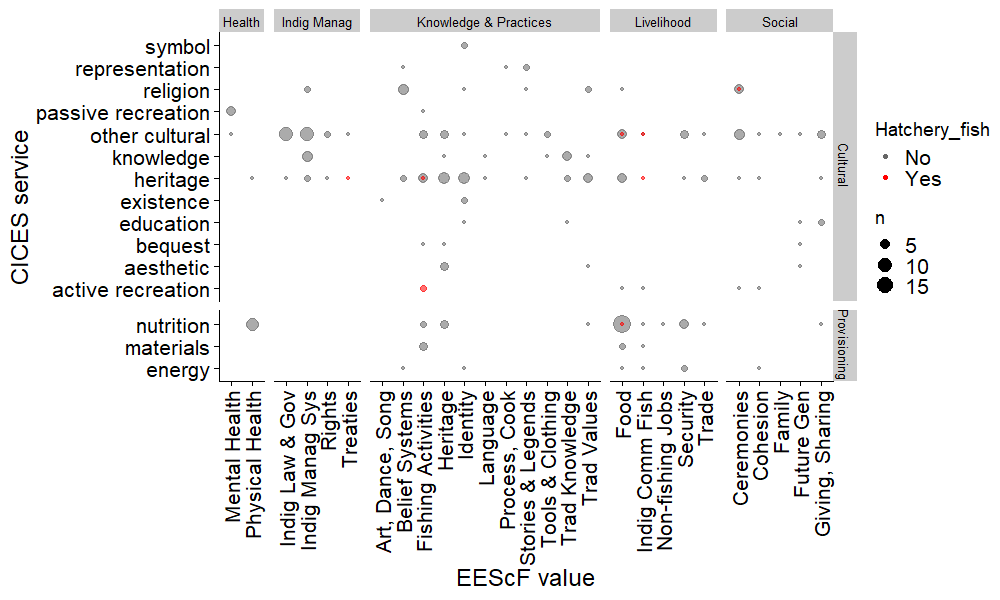 Health
Indig Manag
Knowledge & Practices
Livelihood
Social
symbol
representation
religion
passive recreation
other cultural
knowledge
heritage
existence
education
bequest
aesthetic
active recreation
Cultural
nutrition
materials
energy
Provisioning
CICES service
Mental Health
Physical Health
Indig Law & Gov
Indig Manag Sys
Rights
Treaties
Art, Dance, Song
Belief Systems
Fishing Activities
Heritage
Identity
Language
Process, Cook
Stories & Legends
Tools & Clothing
Trad Knowledge
Trad Values
Food
Indig Comm Fish
Non-fishing Jobs
Security
Trade
Ceremonies
Cohesion
Family
Future Gen
Giving, Sharing
EEScF value
Hatchery_fish
No
Yes
n
5
10
15